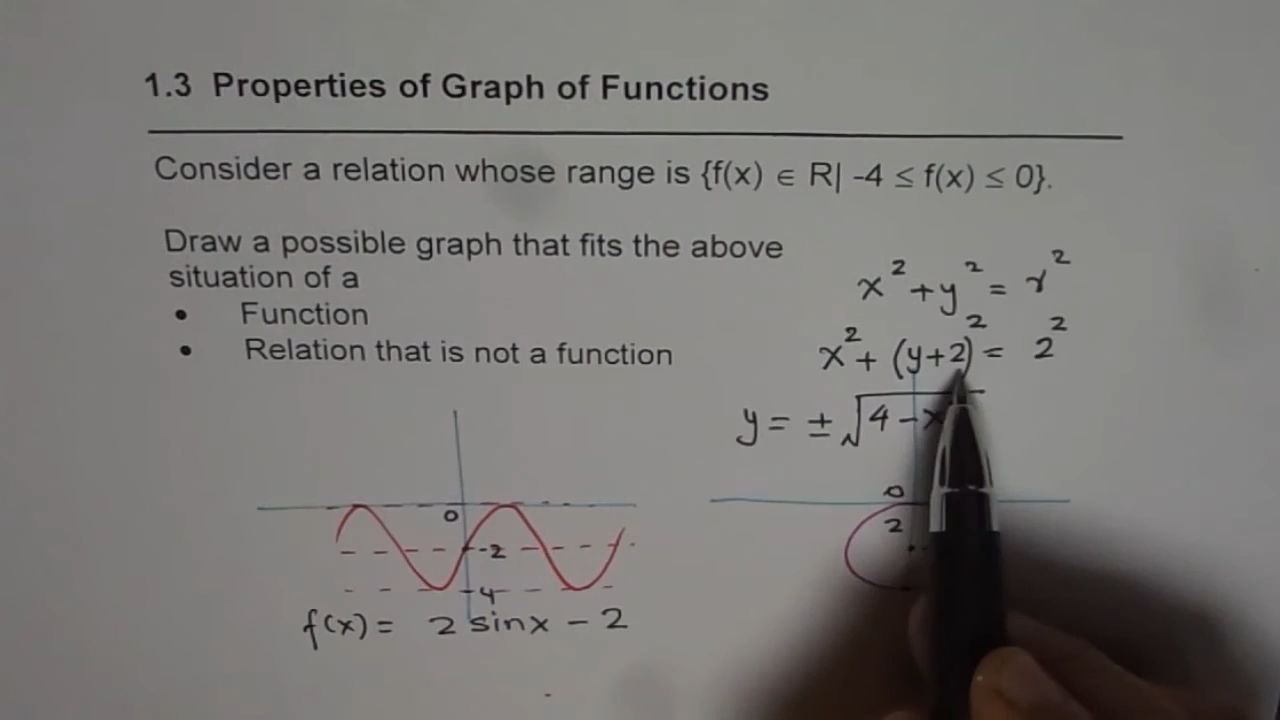 1.3 Properties of Graph of Functions
Consider a relation whose range is {f(x) ∈ R| -4 ≤ f(x) ≤ 0}.
Draw a possible graph that fits the above
situation of a
• Function
• Relation that is not a function
x² + y² = r²
x² + (y+2)² = 2²
y = ± √4 - x
0
-2
-4
f(x) = 2 sinx - 2
0
2